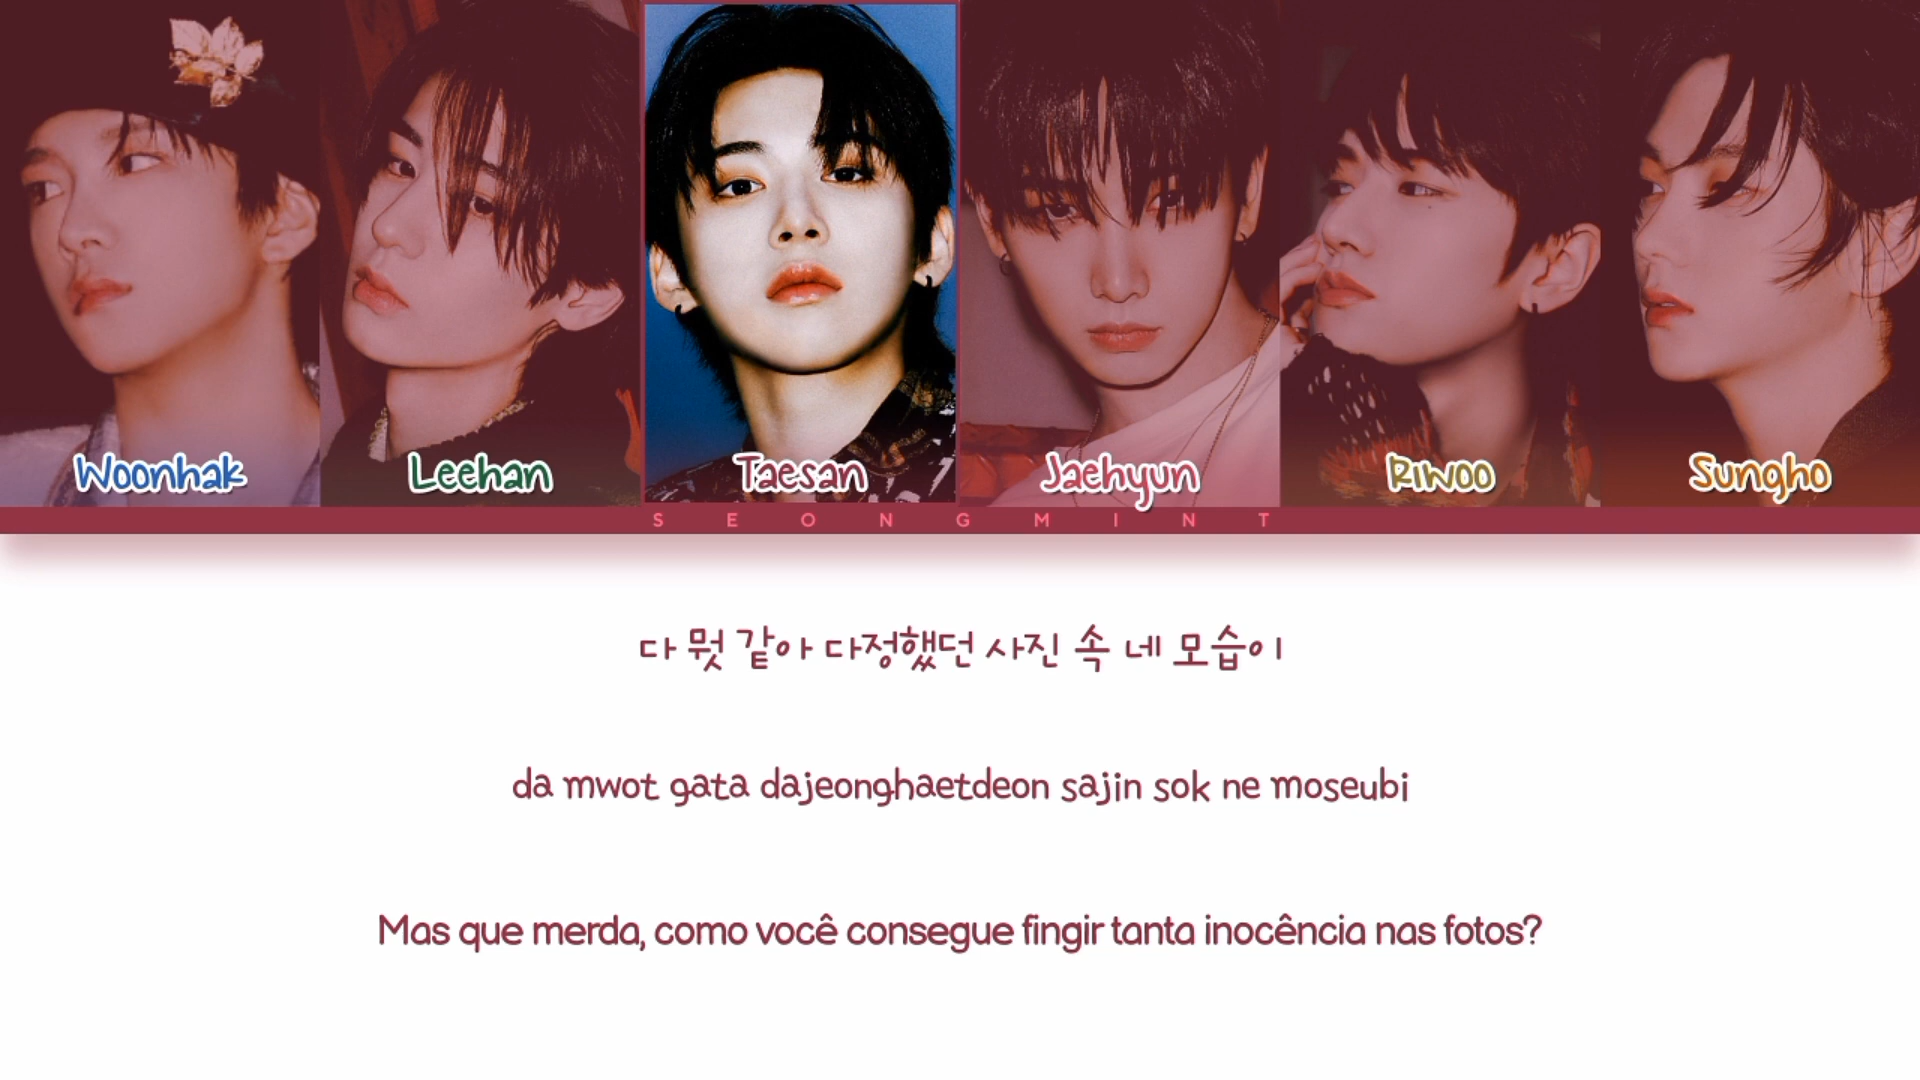 Woonhak
Leehan
Taesan
Jaehyun
RIWOO
Sungho
S E O N G M I N T
다 뭣 같아 다정했던 사진 속 네 모습이
da mwot gata dajeonghaetdeon sajin sok ne moseubi
Mas que merda, como você consegue fingir tanta inocência nas fotos?